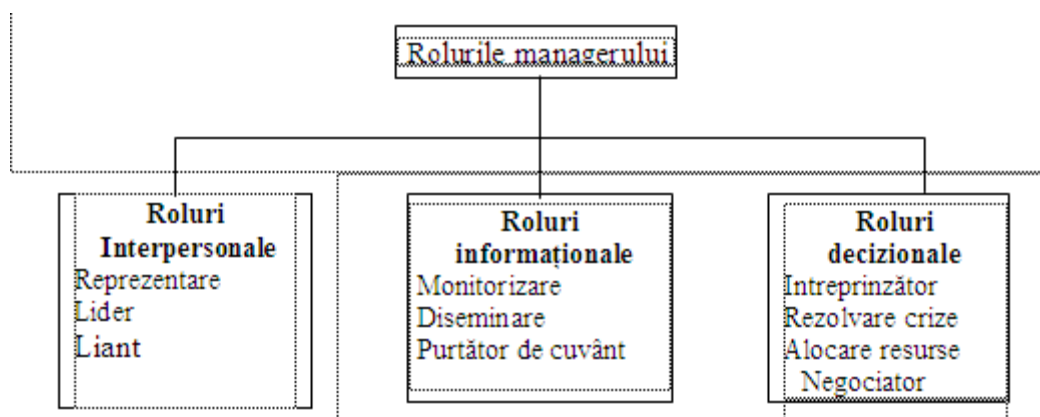 Rolurile managerului
Roluri
Interpersonale
Reprezentare
Lider
Liant
Roluri
informaționale
Monitorizare
Diseminare
Purtător de cuvânt
Roluri
decizionale
Intreprinzător
Rezolvare crize
Alocare resurse
Negociator